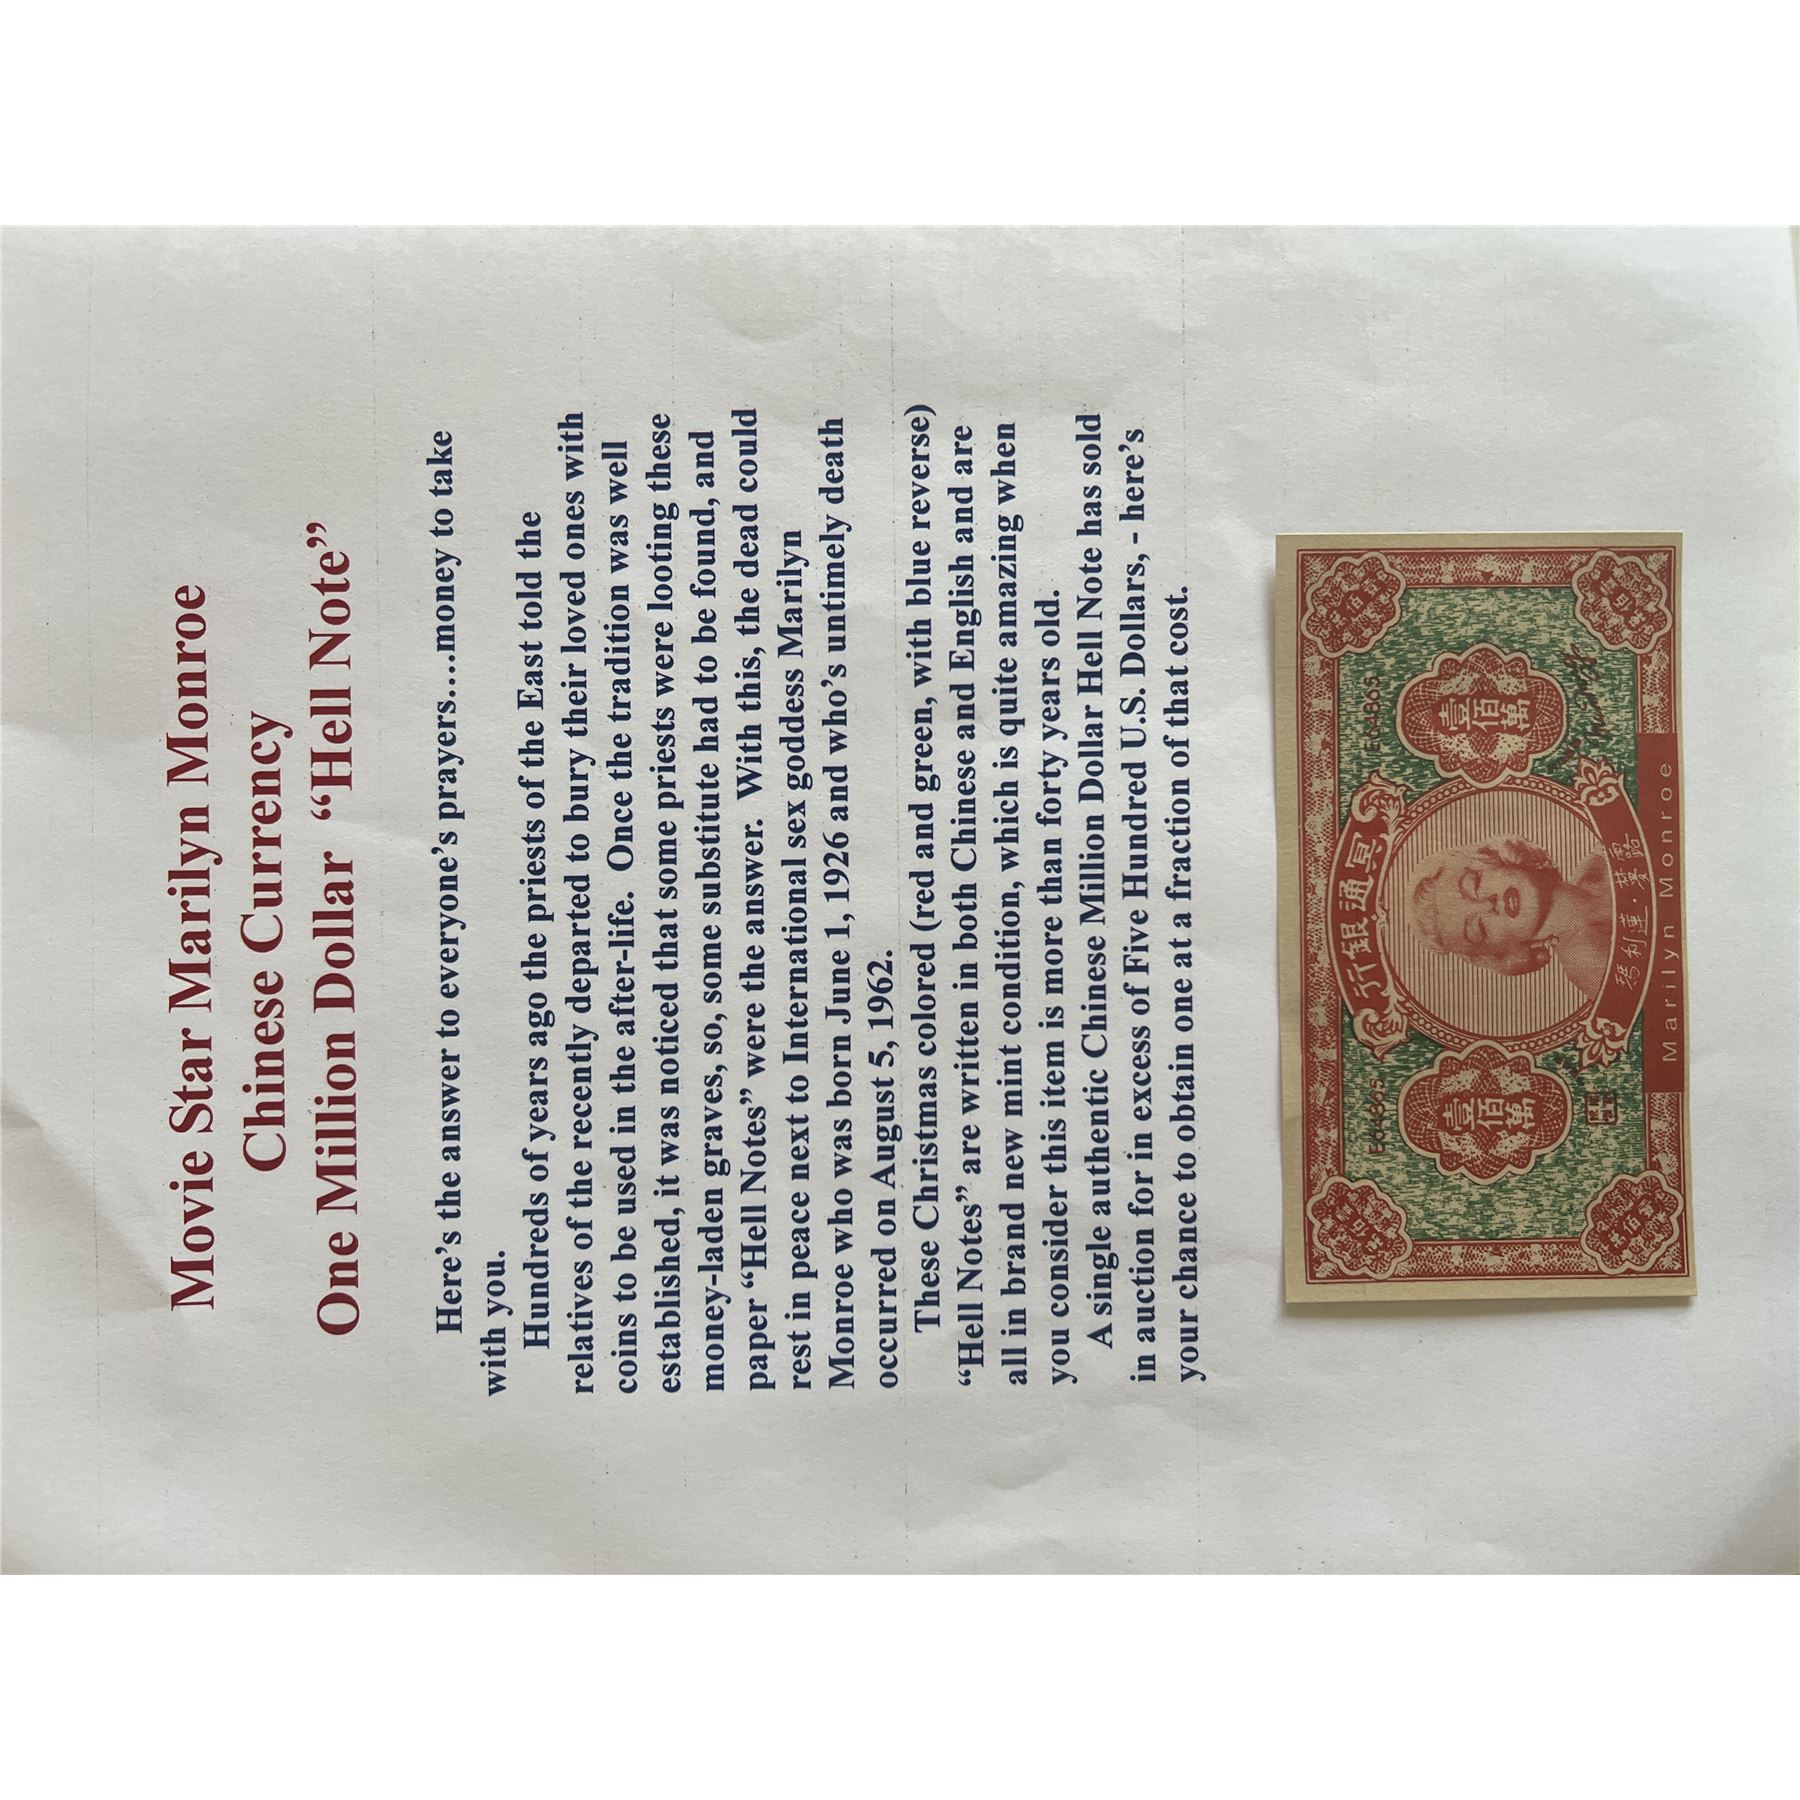 Movie Star Marilyn Monroe
Chinese Currency
One Million Dollar “Hell Note”
Here’s the answer to everyone’s prayers....money to take
with you.
Hundreds of years ago the priests of the East told the
relatives of the recently departed to bury their loved ones with
coins to be used in the after-life. Once the tradition was well
established, it was noticed that some priests were looting these
money-laden graves, so, some substitute had to be found, and
paper “Hell Notes” were the answer. With this, the dead could
rest in peace next to International sex goddess Marilyn
Monroe who was born June 1, 1926 and who’s untimely death
occurred on August 5, 1962.
These Christmas colored (red and green, with blue reverse)
“Hell Notes” are written in both Chinese and English and are
all in brand new mint condition, which is quite amazing when
you consider this item is more than forty years old.
A single authentic Chinese Million Dollar Hell Note has sold
in auction for in excess of Five Hundred U.S. Dollars, - here’s
your chance to obtain one at a fraction of that cost.
行銀通冥
E64865 E64865
壹佰萬 壹佰萬
瑪利蓮·夢露
Marilyn Monroe